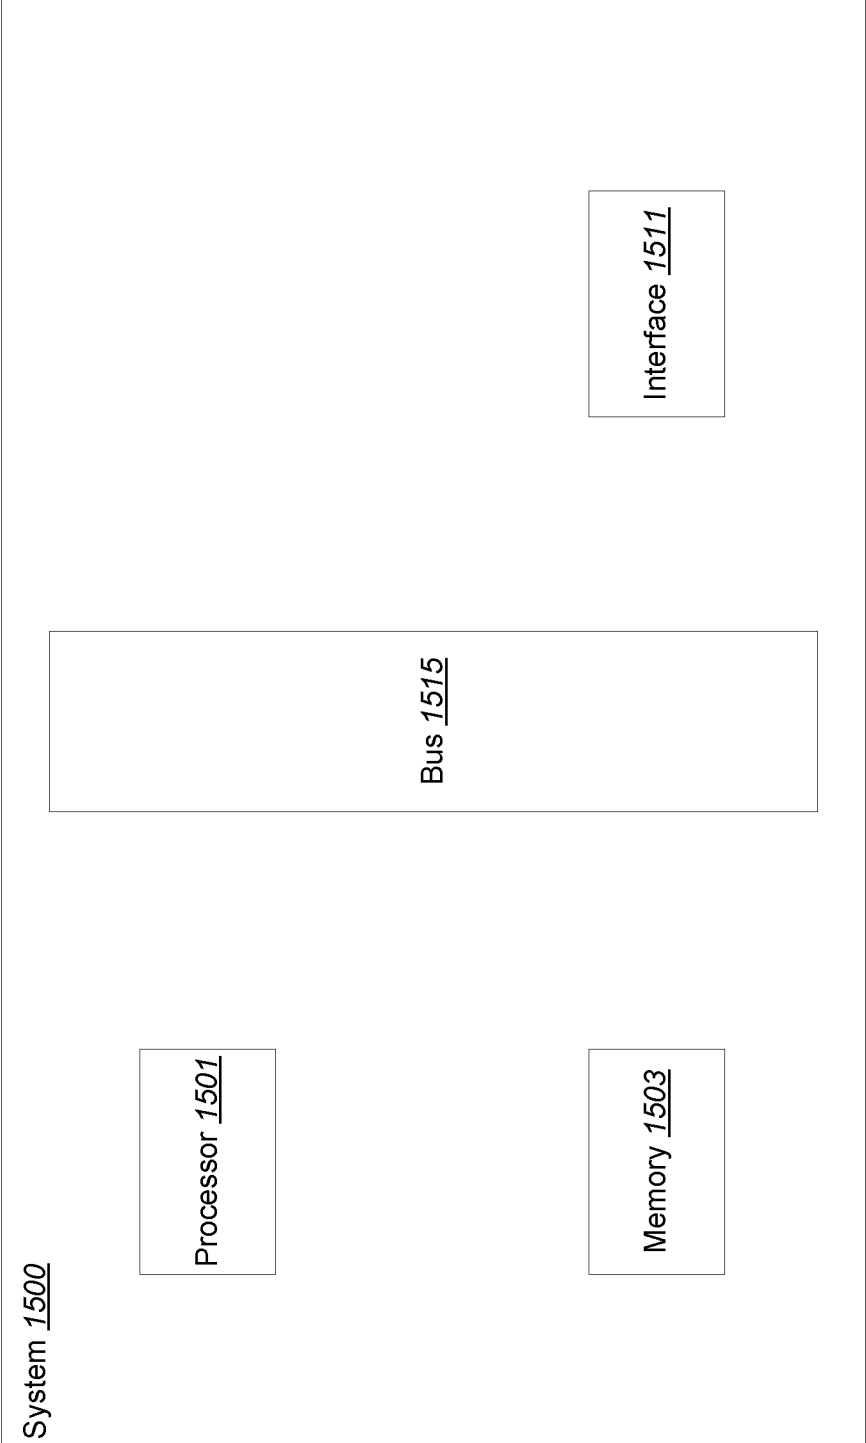 System 1500
Processor 1501
Bus 1515
Memory 1503
Interface 1511